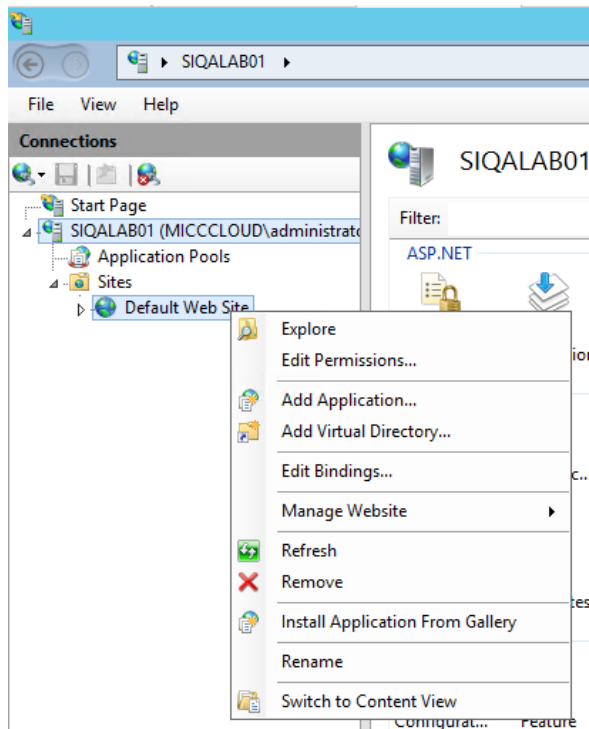 SIQALAB01
File View Help
Connections
Start Page
SIQALAB01 (MICCCLOUD\administrato
Application Pools
Sites
Default Web Site
SIQALAB01
Filter:
ASP.NET
Explore
Edit Permissions...
Add Application...
Add Virtual Directory...
Edit Bindings...
Manage Website
Refresh
Remove
Install Application From Gallery
Rename
Switch to Content View
Configurat... Feature